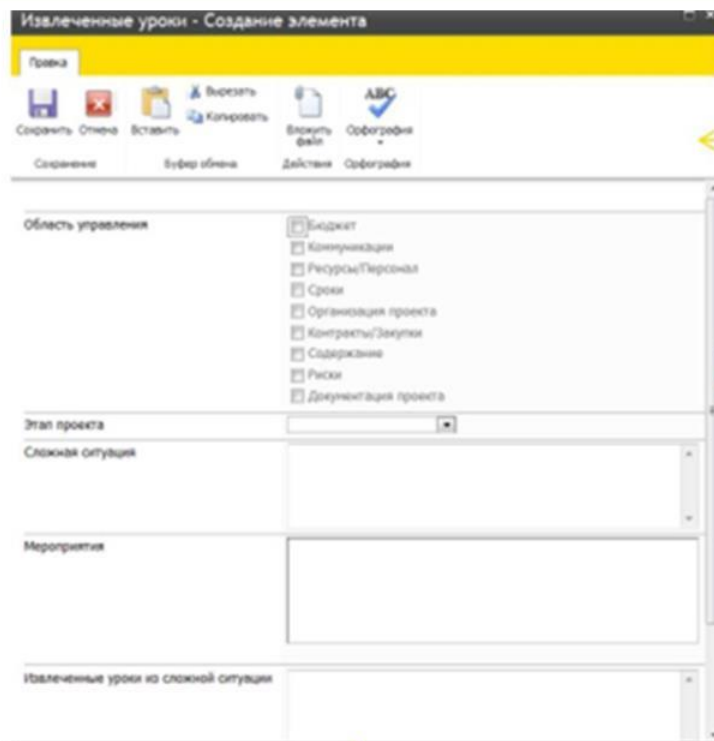 Извлеченные уроки - Создание элемента
Правка
Сохранить Отмена Вставить Вырезать Копировать Вложить файл ABC Орфография
Сохранение Буфер обмена Действия Орфография
Область управления
Бюджет
Коммуникации
Ресурсы/Персонал
Сроки
Организация проекта
Контракты/Закупки
Содержание
Риски
Документация проекта
Этап проекта
Сложная ситуация
Мероприятия
Извлеченные уроки из сложной ситуации